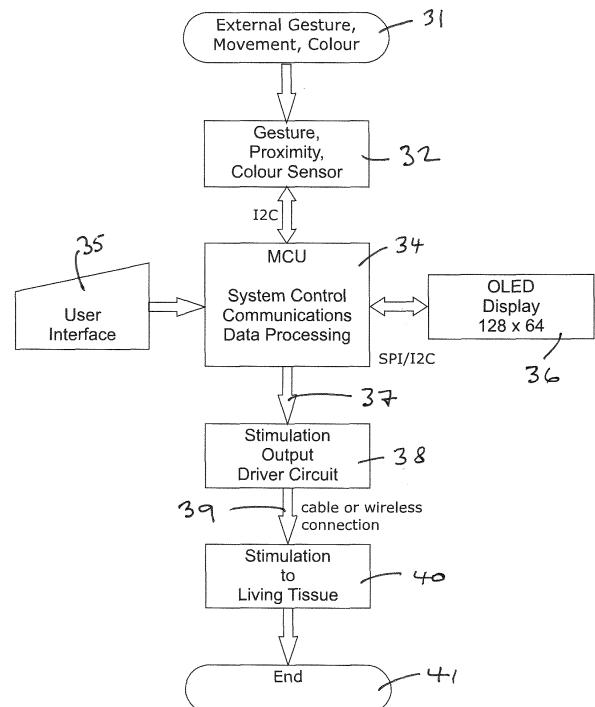 External Gesture,
Movement, Colour
31
Gesture,
Proximity,
Colour Sensor
32
I2C
35
User
Interface
MCU
System Control
Communications
Data Processing
34
OLED
Display
128 x 64
36
SPI/I2C
37
Stimulation
Output
Driver Circuit
38
39
cable or wireless
connection
Stimulation
to
Living Tissue
40
End
41